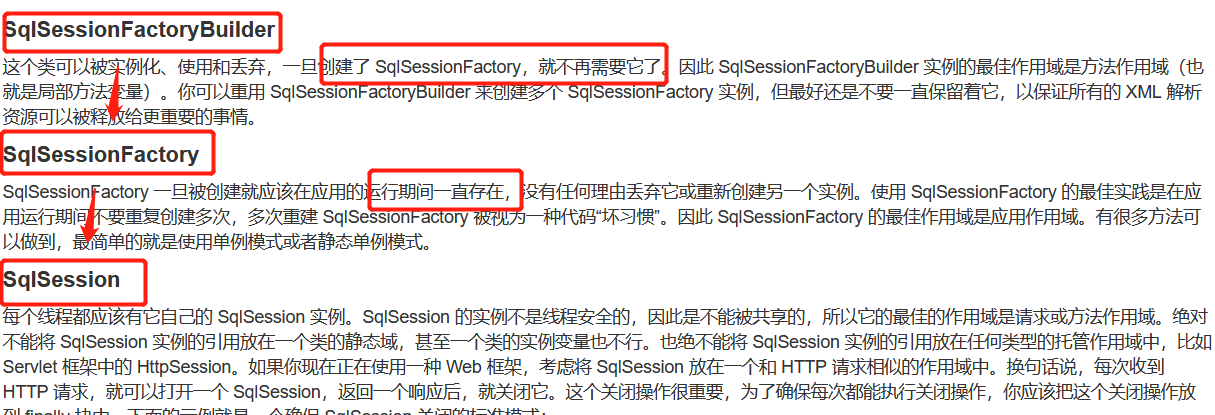 SqlSessionFactoryBuilder
这个类可以被实例化、使用和丢弃，一旦创建了 SqlSessionFactory，就不再需要它了。因此 SqlSessionFactoryBuilder 实例的最佳作用域是方法作用域（也
就是局部方法变量）。你可以重用 SqlSessionFactoryBuilder 来创建多个 SqlSessionFactory 实例，但最好还是不要一直保留着它，以保证所有的 XML 解析
资源可以被释放给更重要的事情。
SqlSessionFactory
SqlSessionFactory 一旦被创建就应该在应用的运行期间一直存在，没有任何理由丢弃它或重新创建另一个实例。使用 SqlSessionFactory 的最佳实践是在应
用运行期间不要重复创建多次，多次重建 SqlSessionFactory 被视为一种代码“坏习惯”。因此 SqlSessionFactory 的最佳作用域是应用作用域。有很多方法可
以做到，最简单的就是使用单例模式或者静态单例模式。
SqlSession
每个线程都应该有它自己的 SqlSession 实例。SqlSession 的实例不是线程安全的，因此是不能被共享的，所以它的最佳的作用域是请求或方法作用域。绝对
不能将 SqlSession 实例的引用放在一个类的静态域，甚至一个类的实例变量也不行。也绝不能将 SqlSession 实例的引用放在任何类型的托管作用域中，比如
Servlet 框架中的 HttpSession。如果你现在正在使用一种 Web 框架，考虑将 SqlSession 放在一个和 HTTP 请求相似的作用域中。换句话说，每次收到
HTTP 请求，就可以打开一个 SqlSession，返回一个响应后，就关闭它。这个关闭操作很重要，为了确保每次都能执行关闭操作，你应该把这个关闭操作放
到 finally 块中。下面的示例就是一个确保 SqlSession 关闭的标准模式：